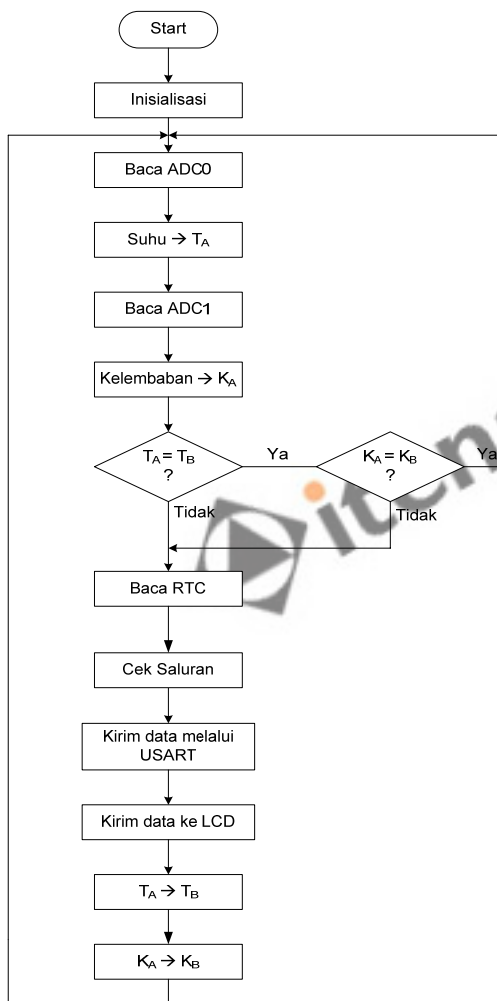 Start
Inisialisasi
Baca ADC0
Suhu → TA
Baca ADC1
Kelembaban → KA
TA = TB
?
Ya
KA = KB
?
Ya
Tidak
Tidak
Baca RTC
Cek Saluran
Kirim data melalui
USART
Kirim data ke LCD
TA → TB
KA → KB